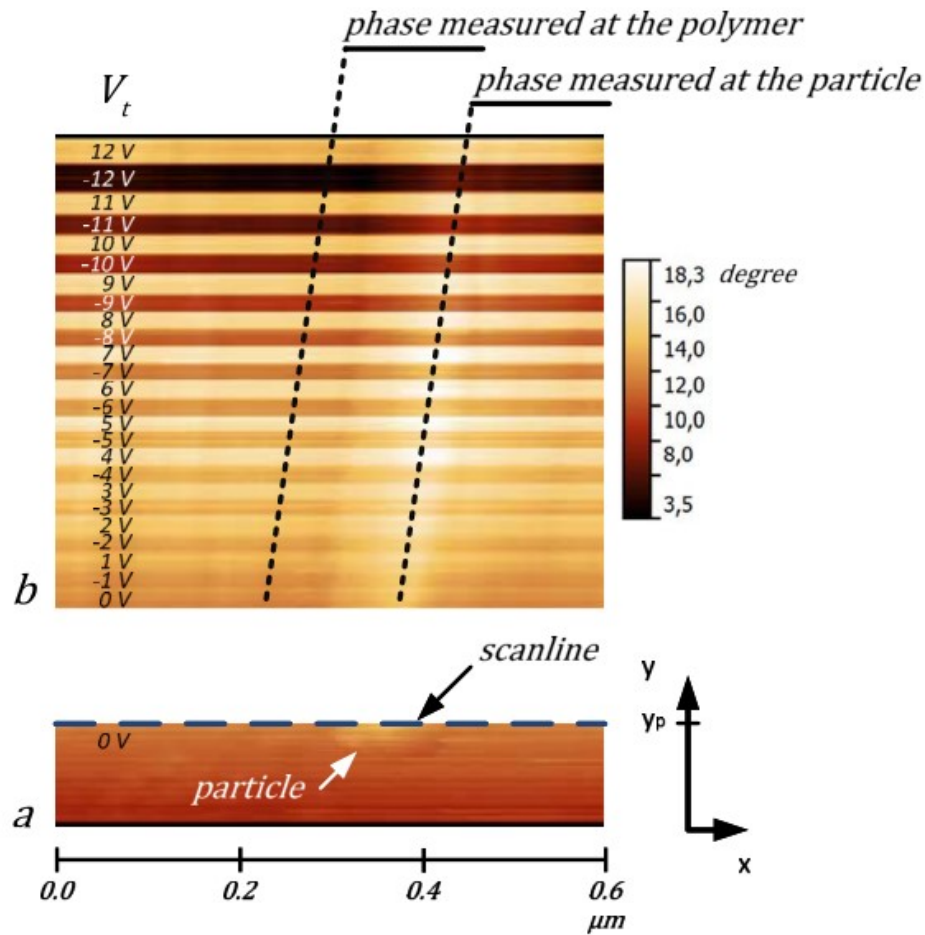 phase measured at the polymer
phase measured at the particle
Vt
12 V
-12 V
11 V
-11 V
10 V
-10 V
9 V
-9 V
8 V
-8 V
7 V
-7 V
6 V
-6 V
5 V
-5 V
4 V
-4 V
3 V
-3 V
2 V
-2 V
1 V
-1 V
0 V
b
18,3 degree
16,0
14,0
12,0
10,0
8,0
3,5
scanline
0 V
particle
a
y
yp
x
0.0 0.2 0.4 0.6
μm